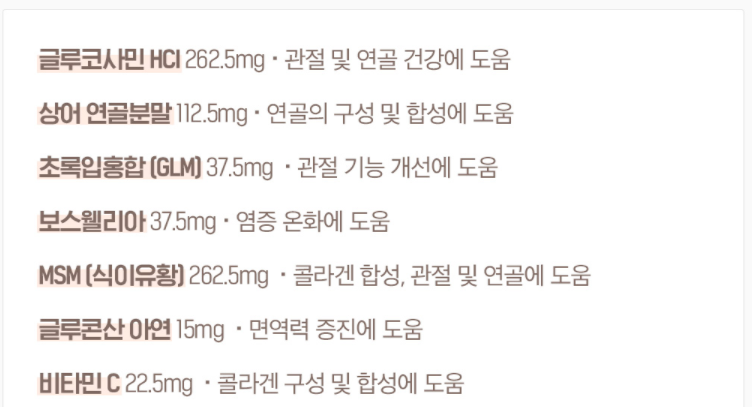 글루코사민 HCl 262.5mg · 관절 및 연골 건강에 도움
상어 연골분말 112.5mg · 연골의 구성 및 합성에 도움
초록입홍합 (GLM) 37.5mg · 관절 기능 개선에 도움
보스웰리아 37.5mg · 염증 온화에 도움
MSM (식이유황) 262.5mg · 콜라겐 합성, 관절 및 연골에 도움
글루콘산 아연 15mg · 면역력 증진에 도움
비타민 C 22.5mg · 콜라겐 구성 및 합성에 도움